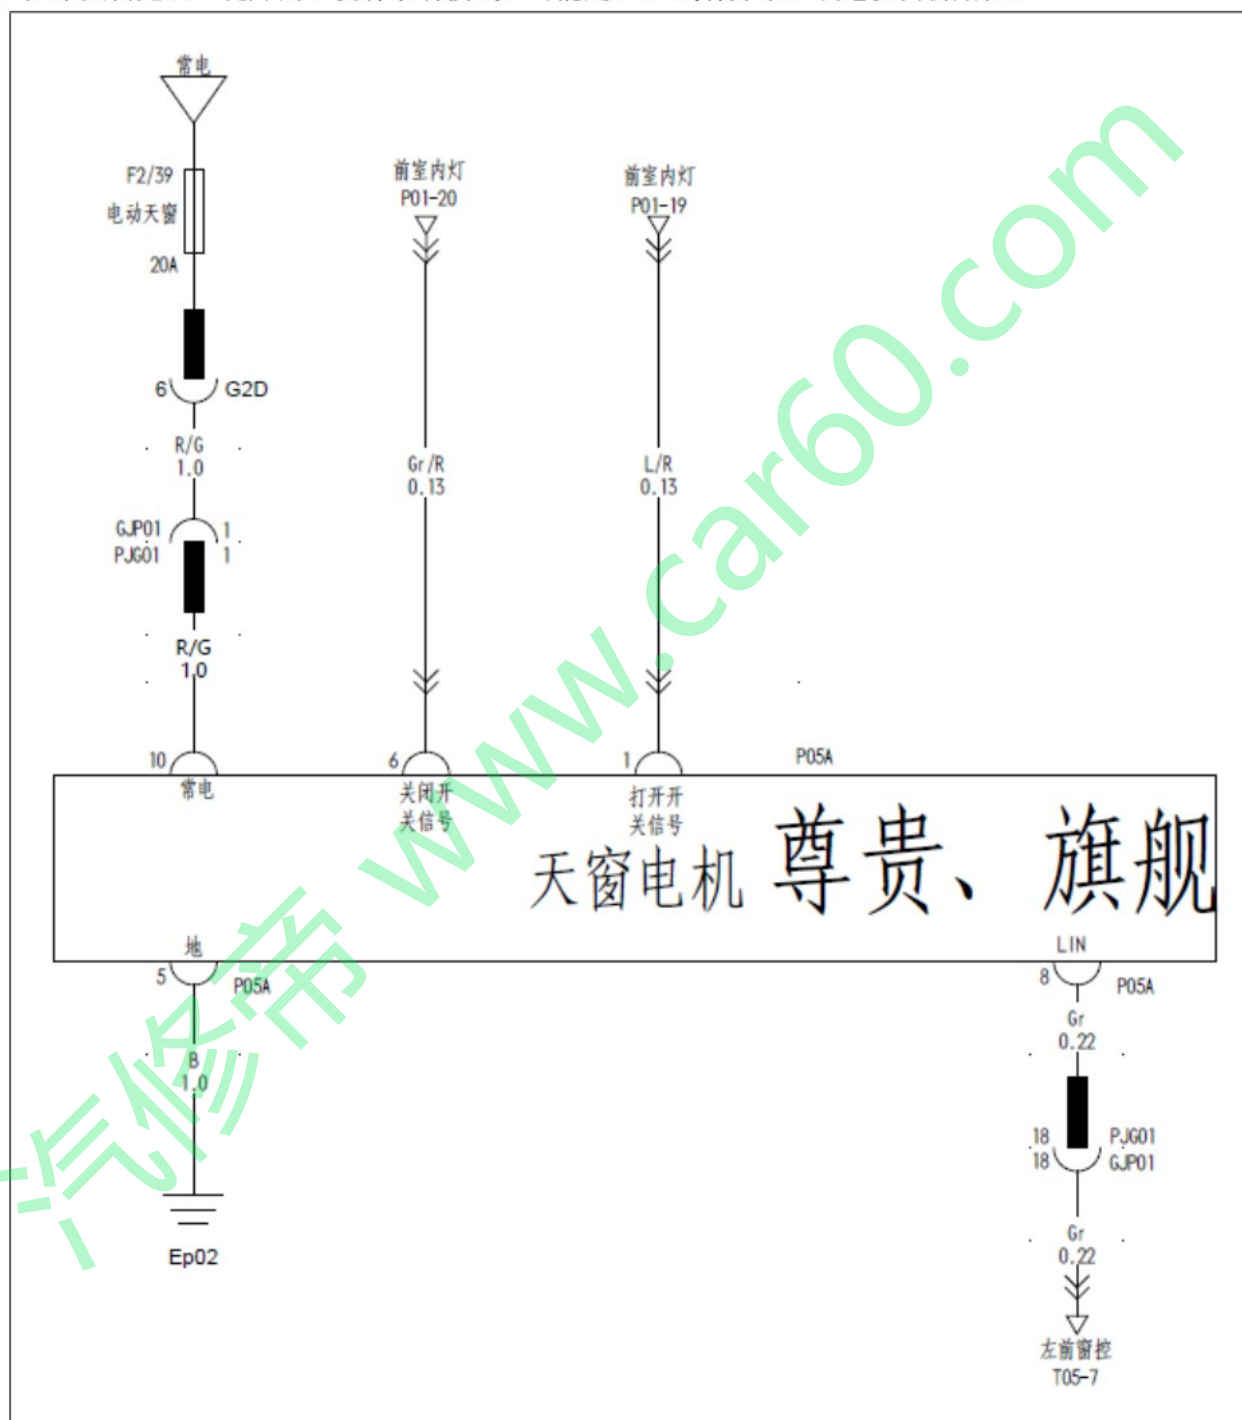 常电
F2/39
电动天窗
20A
前室内灯
P01-20
前室内灯
P01-19
6
G2D
R/G
1.0
Gr/R
0.13
L/R
0.13
GJP01
1
PJG01
1
R/G
1.0
10
6
1
P05A
常电
关闭开
关信号
打开开
关信号
天窗电机
尊贵、旗舰
地
LIN
5
P05A
8
P05A
B
1.0
Gr
0.22
18
PJG01
18
GJP01
Ep02
Gr
0.22
左前窗控
T05-7
汽修帝 www.car60.com